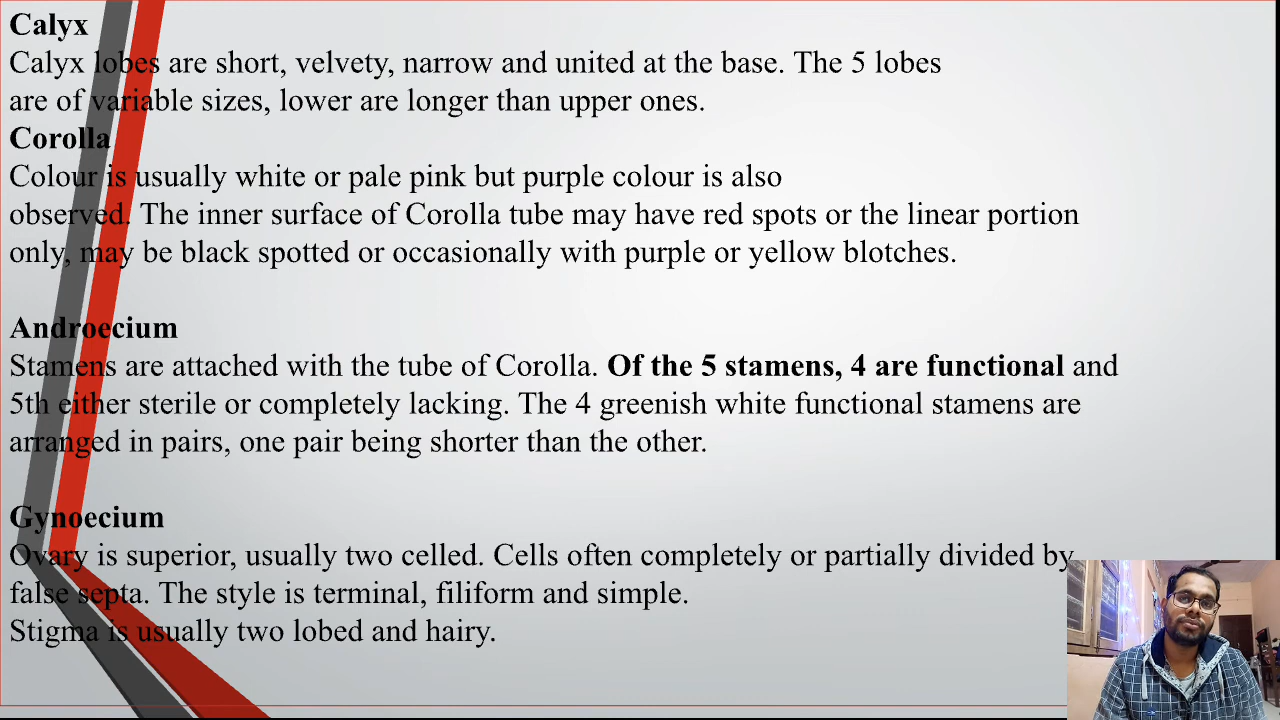 Calyx
Calyx lobes are short, velvety, narrow and united at the base. The 5 lobes
are of variable sizes, lower are longer than upper ones.
Corolla
Colour is usually white or pale pink but purple colour is also
observed. The inner surface of Corolla tube may have red spots or the linear portion
only, may be black spotted or occasionally with purple or yellow blotches.
Androecium
Stamens are attached with the tube of Corolla. Of the 5 stamens, 4 are functional and
5th either sterile or completely lacking. The 4 greenish white functional stamens are
arranged in pairs, one pair being shorter than the other.
Gynoecium
Ovary is superior, usually two celled. Cells often completely or partially divided by
false septa. The style is terminal, filiform and simple.
Stigma is usually two lobed and hairy.